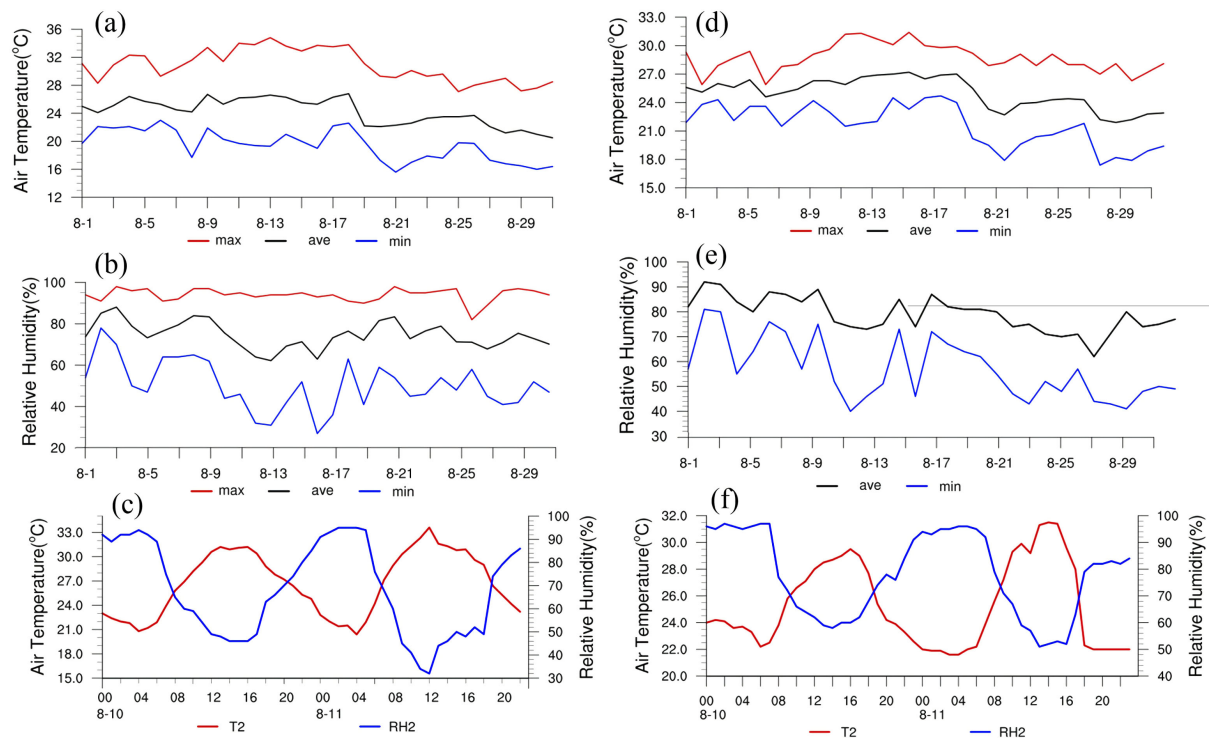 (a)
Air Temperature(°C)
36
32
28
24
20
16
12
8-1 8-5 8-9 8-13 8-17 8-21 8-25 8-29
max ave min
(d)
Air Temperature(°C)
33.0
30.0
27.0
24.0
21.0
18.0
15.0
8-1 8-5 8-9 8-13 8-17 8-21 8-25 8-29
max ave min
(b)
Relative Humidity(%)
100
80
60
40
20
8-1 8-5 8-9 8-13 8-17 8-21 8-25 8-29
max ave min
(e)
Relative Humidity(%)
100
90
80
70
60
50
40
30
8-1 8-5 8-9 8-13 8-17 8-21 8-25 8-29
ave min
(c)
Air Temperature(°C)
33.0
30.0
27.0
24.0
21.0
18.0
15.0
100
90
80
70
60
50
40
30
Relative Humidity(%)
00 04 08 12 16 20 00 04 08 12 16 20
8-10 8-11
T2 RH2
(f)
Air Temperature(°C)
32.0
30.0
28.0
26.0
24.0
22.0
20.0
100
90
80
70
60
50
40
Relative Humidity(%)
00 04 08 12 16 20 00 04 08 12 16 20
8-10 8-11
T2 RH2